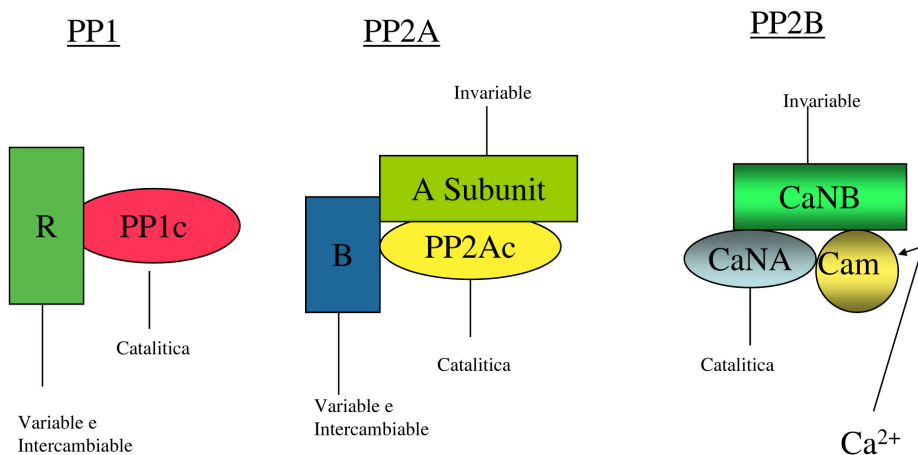 PP1
PP2A
PP2B
Invariable
Invariable
R
PP1c
A Subunit
B
PP2Ac
CaNB
CaNA
Cam
Catalitica
Catalitica
Catalitica
Variable e
Intercambiable
Variable e
Intercambiable
Ca²⁺